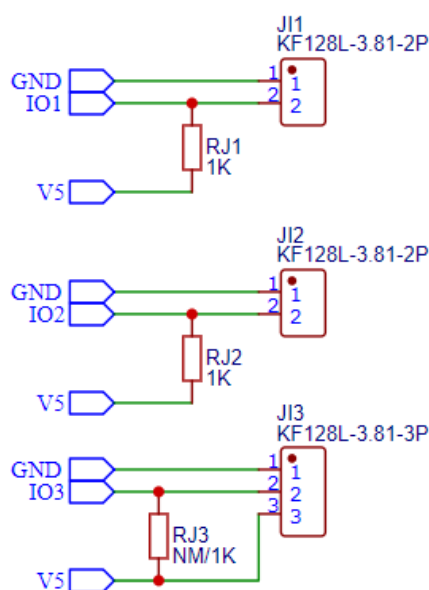 JI1
KF128L-3.81-2P
GND 1 1
IO1 2 2
RJ1
1K
V5
JI2
KF128L-3.81-2P
GND 1 1
IO2 2 2
RJ2
1K
V5
JI3
KF128L-3.81-3P
GND 1 1
IO3 2 2
3 3
RJ3
NM/1K
V5